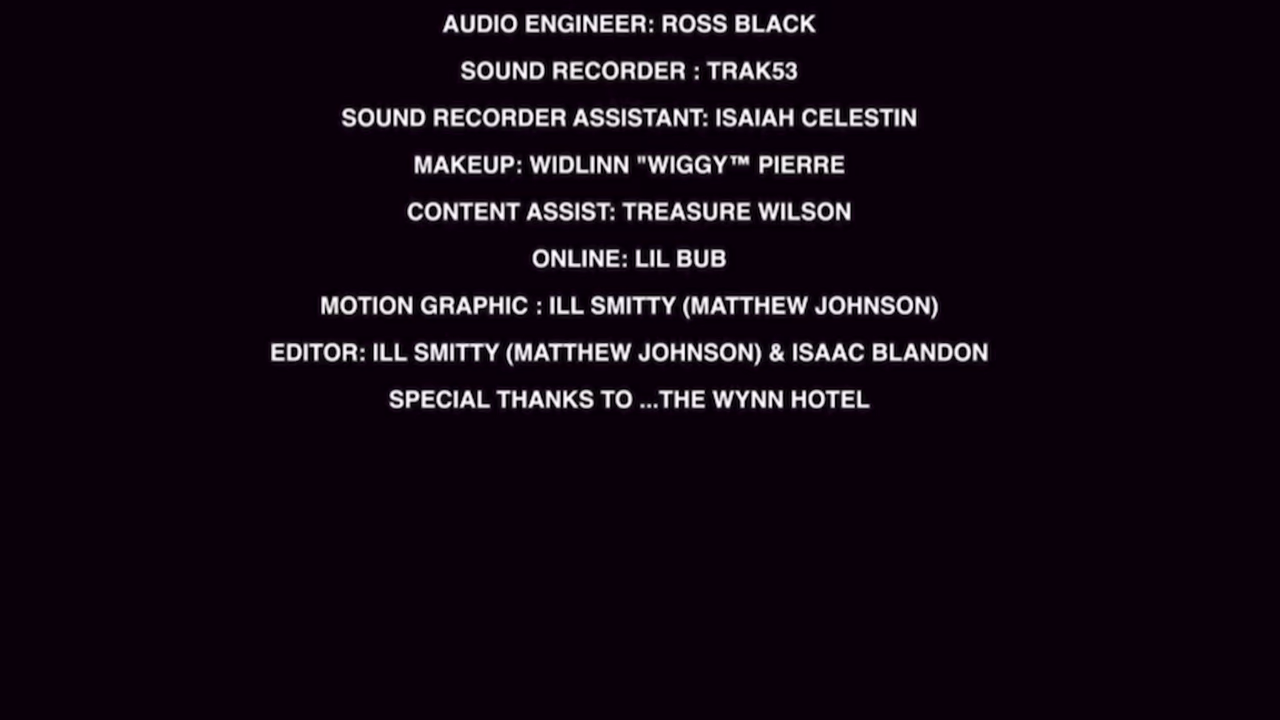 AUDIO ENGINEER: ROSS BLACK
SOUND RECORDER : TRAK53
SOUND RECORDER ASSISTANT: ISAIAH CELESTIN
MAKEUP: WIDLINN "WIGGY™ PIERRE
CONTENT ASSIST: TREASURE WILSON
ONLINE: LIL BUB
MOTION GRAPHIC : ILL SMITTY (MATTHEW JOHNSON)
EDITOR: ILL SMITTY (MATTHEW JOHNSON) & ISAAC BLANDON
SPECIAL THANKS TO ...THE WYNN HOTEL